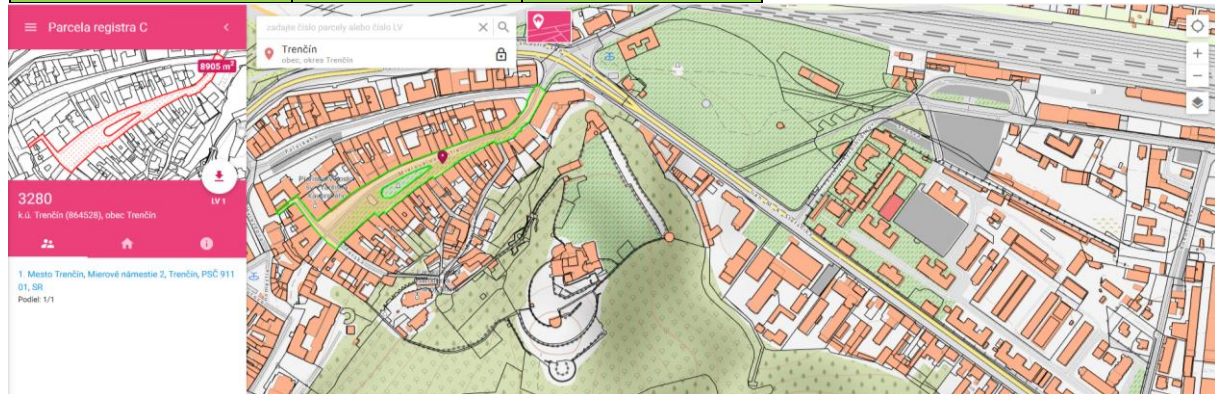 Parcela registra C
8905 m²
3280
LV 1
k.ú. Trenčín (864528), obec Trenčín
1. Mesto Trenčín, Mierové námestie 2, Trenčín, PSČ 911
01, SR
Podiel: 1/1
zadajte číslo parcely alebo číslo LV
Trenčín
obec, okres Trenčín